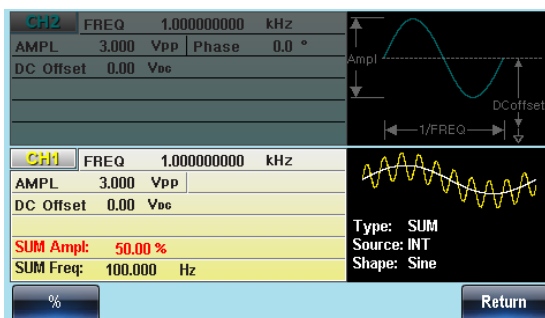 CH2 FREQ 1.000000000 kHz
AMPL 3.000 Vpp Phase 0.0 °
DC Offset 0.00 VDC
Ampl
DCoffset
1/FREQ
CH1 FREQ 1.000000000 kHz
AMPL 3.000 Vpp
DC Offset 0.00 VDC
SUM Ampl: 50.00 %
SUM Freq: 100.000 Hz
Type: SUM
Source: INT
Shape: Sine
% Return